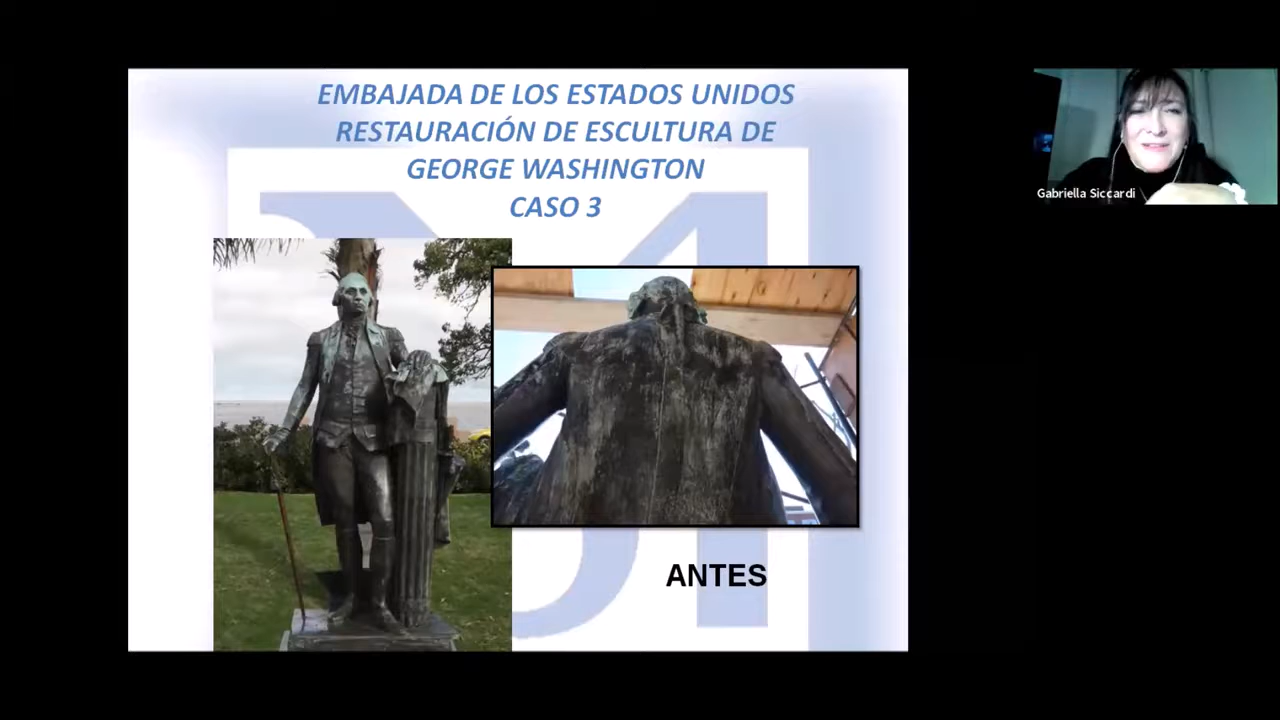 EMBAJADA DE LOS ESTADOS UNIDOS
RESTAURACIÓN DE ESCULTURA DE
GEORGE WASHINGTON
CASO 3
ANTES
Gabriella Siccardi